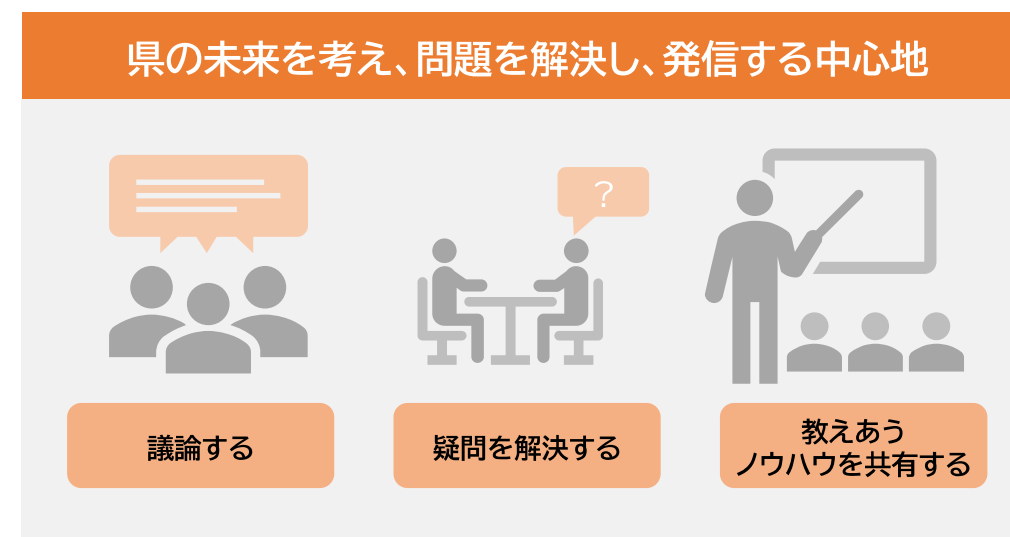 県の未来を考え、問題を解決し、発信する中心地
?
議論する
疑問を解決する
教えあう
ノウハウを共有する